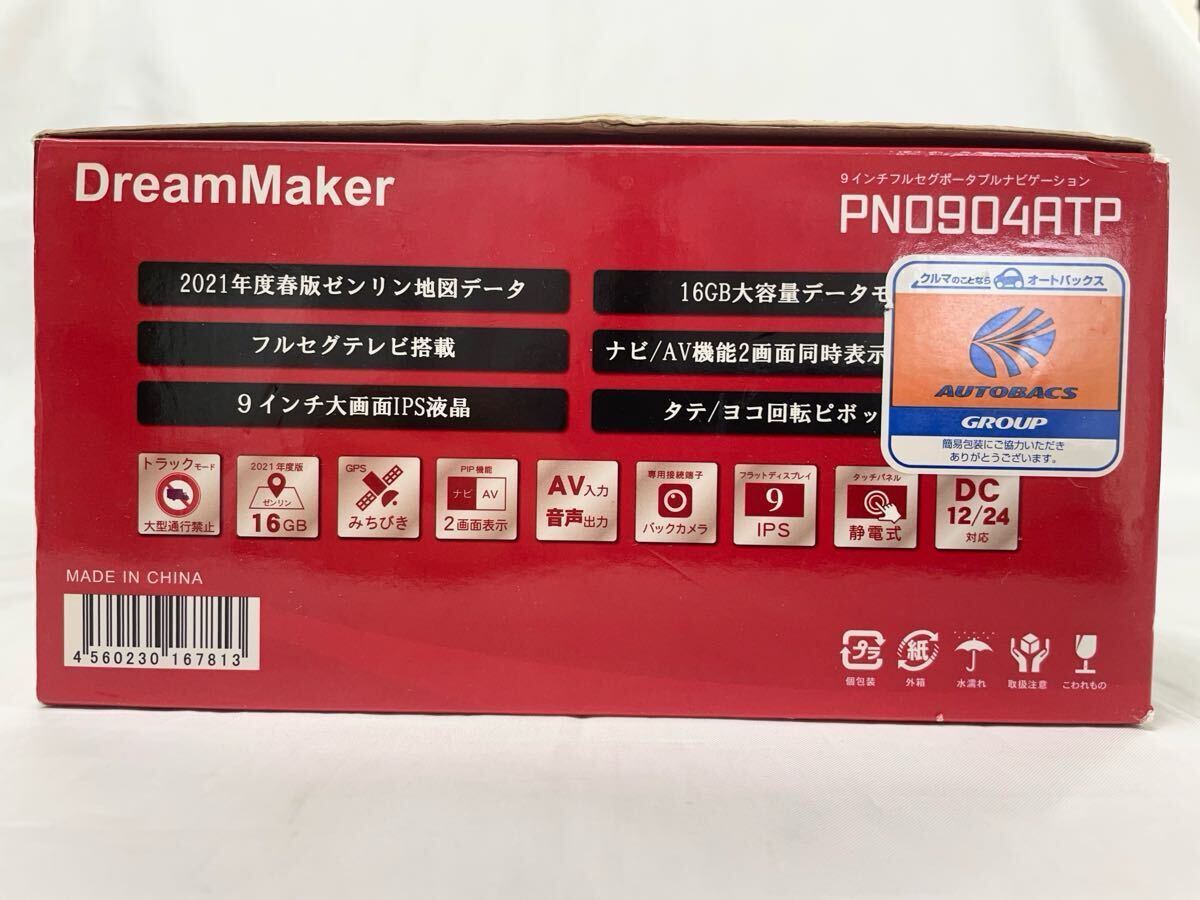 DreamMaker
9インチフルセグポータブルナビゲーション
PN0904ATP
2021年度春版ゼンリン地図データ
16GB大容量データモ
フルセグテレビ搭載
ナビ/AV機能2画面同時表示
9インチ大画面IPS液晶
タテ/ヨコ回転ピボッ
クルマのことなら オートバックス
AUTOBACS
GROUP
簡易包装にご協力いただき
ありがとうございます。
トラックモード
大型通行禁止
2021年度版
ゼンリン
16GB
GPS
みちびき
PIP機能
ナビ AV
2画面表示
AV入力
音声出力
専用接続端子
バックカメラ
フラットディスプレイ
9
IPS
タッチパネル
静電式
DC
12/24
対応
MADE IN CHINA
4 560230 167813
プラ
個包装
紙
外箱
水濡れ
取扱注意
こわれもの